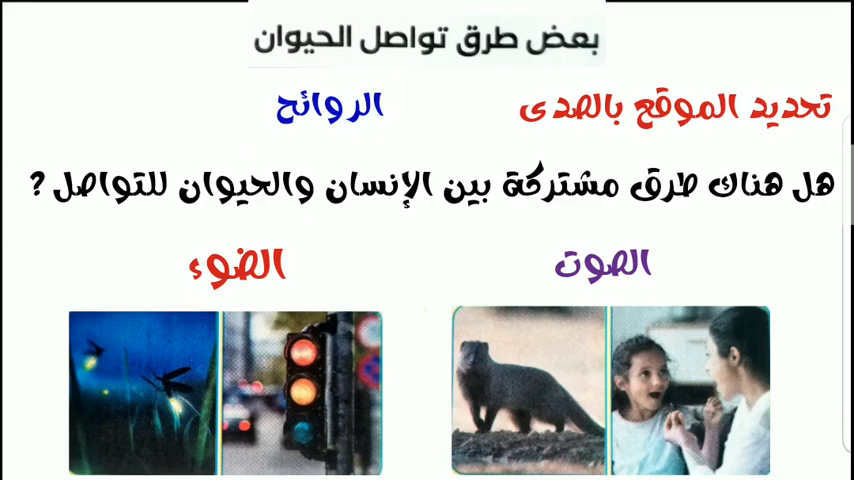 بعض طرق تواصل الحيوان
تحديد الموقع بالصدى
الروائح
هل هناك طرق مشتركة بين الإنسان والحيوان للتواصل ?
الصوت
الضوء